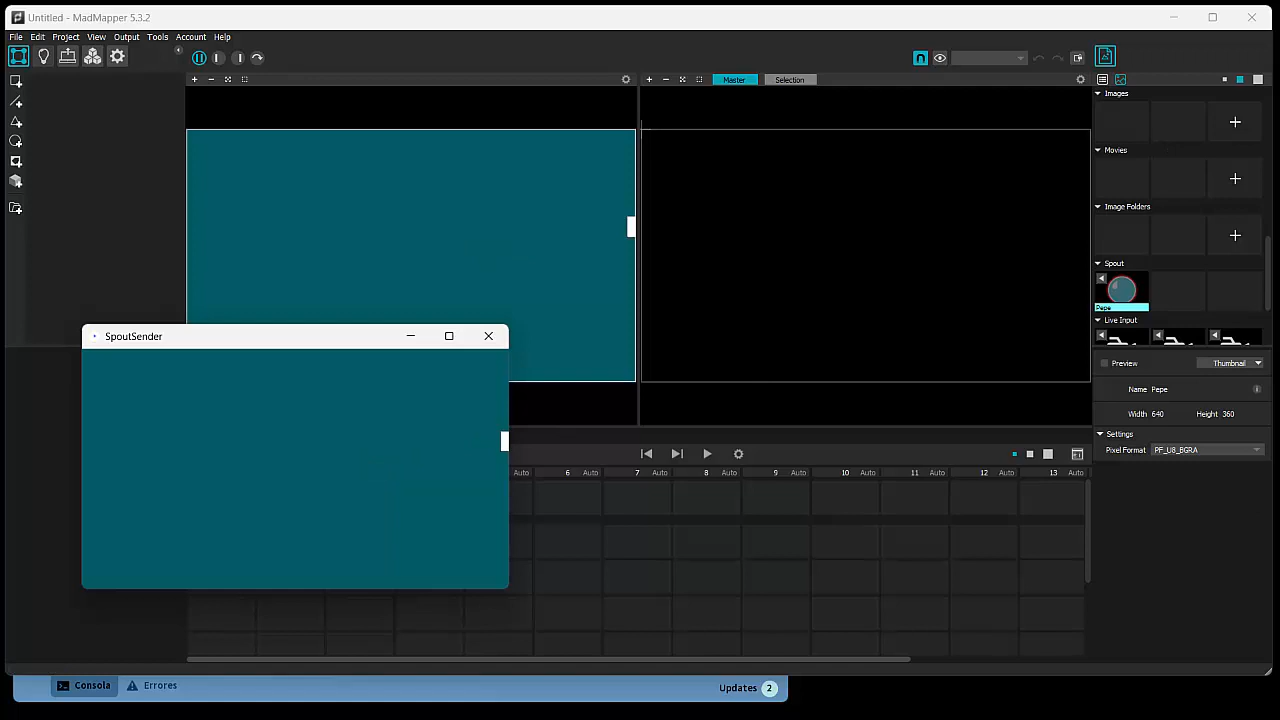 Untitled - MadMapper 5.3.2
File Edit Project View Output Tools Account Help
Master Selection
Images
Movies
Image Folders
Spout
Pepe
Live Input
SpoutSender
Preview Thumbnail
Name Pepe
Width 640 Height 360
Settings
Pixel Format PF_U8_BGRA
Auto 6 Auto 7 Auto 8 Auto 9 Auto 10 Auto 11 Auto 12 Auto 13 Auto
Consola Errores Updates 2